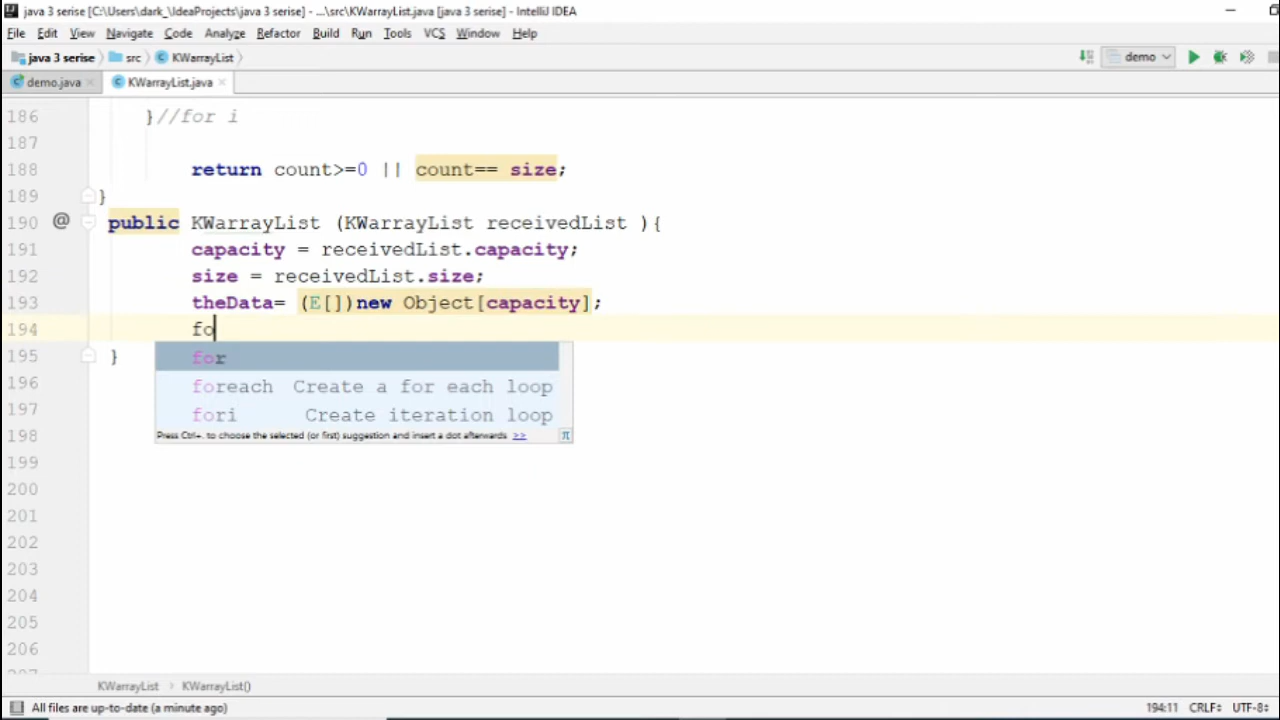 java 3 serise [C:\Users\dark_\IdeaProjects\java 3 serise] - ...\src\KWarrayList.java [java 3 serise] - IntelliJ IDEA
File Edit View Navigate Code Analyze Refactor Build Run Tools VCS Window Help
java 3 serise src KWarrayList demo
demo.java KWarrayList.java
186 }//for i
187
188 return count>=0 || count== size;
189 }
190 @ public KWarrayList (KWarrayList receivedList ){
191 capacity = receivedList.capacity;
192 size = receivedList.size;
193 theData= (E[])new Object[capacity];
194 fo
195 }
for
196 foreach Create a for each loop
197 fori Create iteration loop
198 Press Ctrl+. to choose the selected (or first) suggestion and insert a dot afterwards >> π
199
200
201
202
203
204
205
206
KWarrayList KWarrayList()
All files are up-to-date (a minute ago) 194:11 CRLF UTF-8